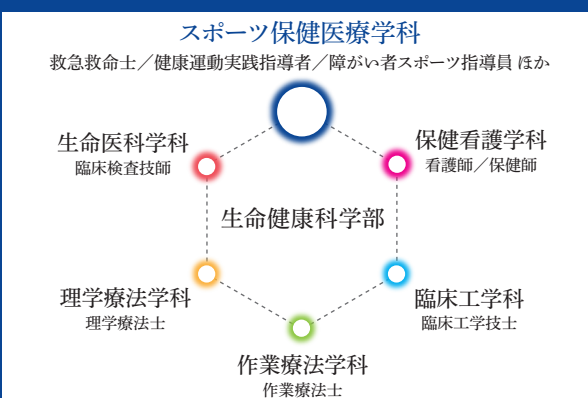 スポーツ保健医療学科
救急救命士／健康運動実践指導者／障がい者スポーツ指導員 ほか
生命医科学科
臨床検査技師
保健看護学科
看護師／保健師
生命健康科学部
理学療法学科
理学療法士
臨床工学科
臨床工学技士
作業療法学科
作業療法士